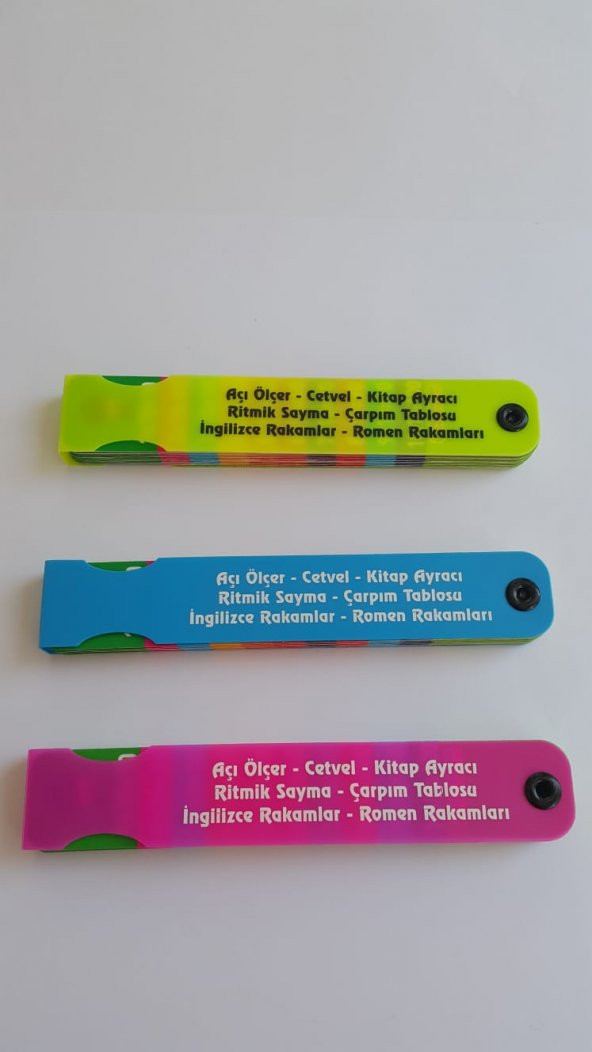 Açı Ölçer - Cetvel - Kitap Ayracı
Ritmik Sayma - Çarpım Tablosu
İngilizce Rakamlar - Romen Rakamları
Açı Ölçer - Cetvel - Kitap Ayracı
Ritmik Sayma - Çarpım Tablosu
İngilizce Rakamlar - Romen Rakamları
Açı Ölçer - Cetvel - Kitap Ayracı
Ritmik Sayma - Çarpım Tablosu
İngilizce Rakamlar - Romen Rakamları